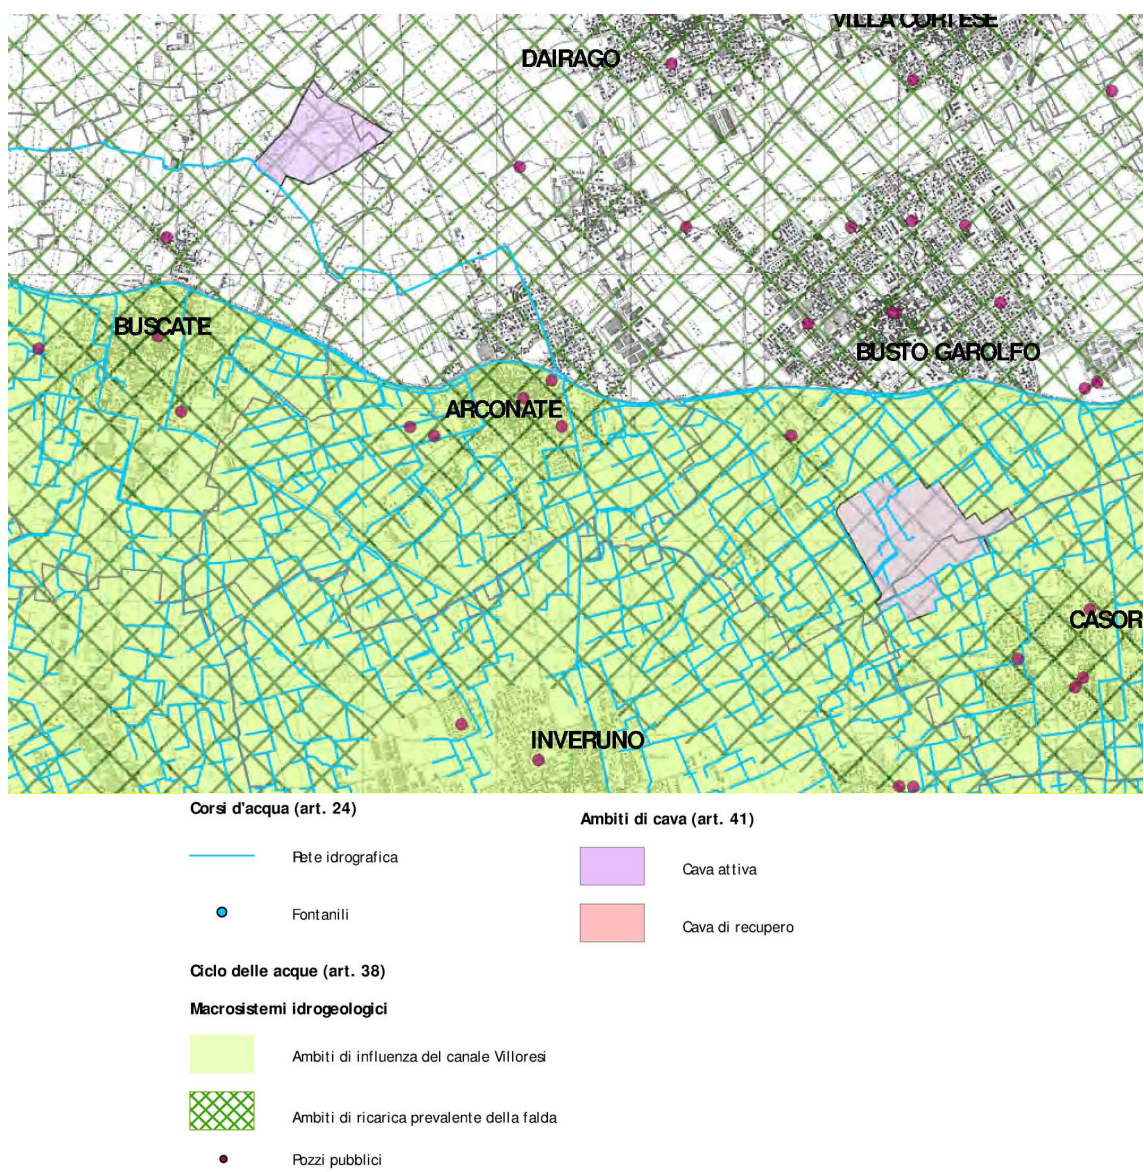 VILLA CORTESE
DAIRAGO
BUSCATE
BUSTO GAROLFO
ARCONATE
CASOR
INVERUNO
Corsi d'acqua (art. 24)
Rete idrografica
Fontanili
Ambiti di cava (art. 41)
Cava attiva
Cava di recupero
Ciclo delle acque (art. 38)
Macrosistemi idrogeologici
Ambiti di influenza del canale Villoresi
Ambiti di ricarica prevalente della falda
Pozzi pubblici